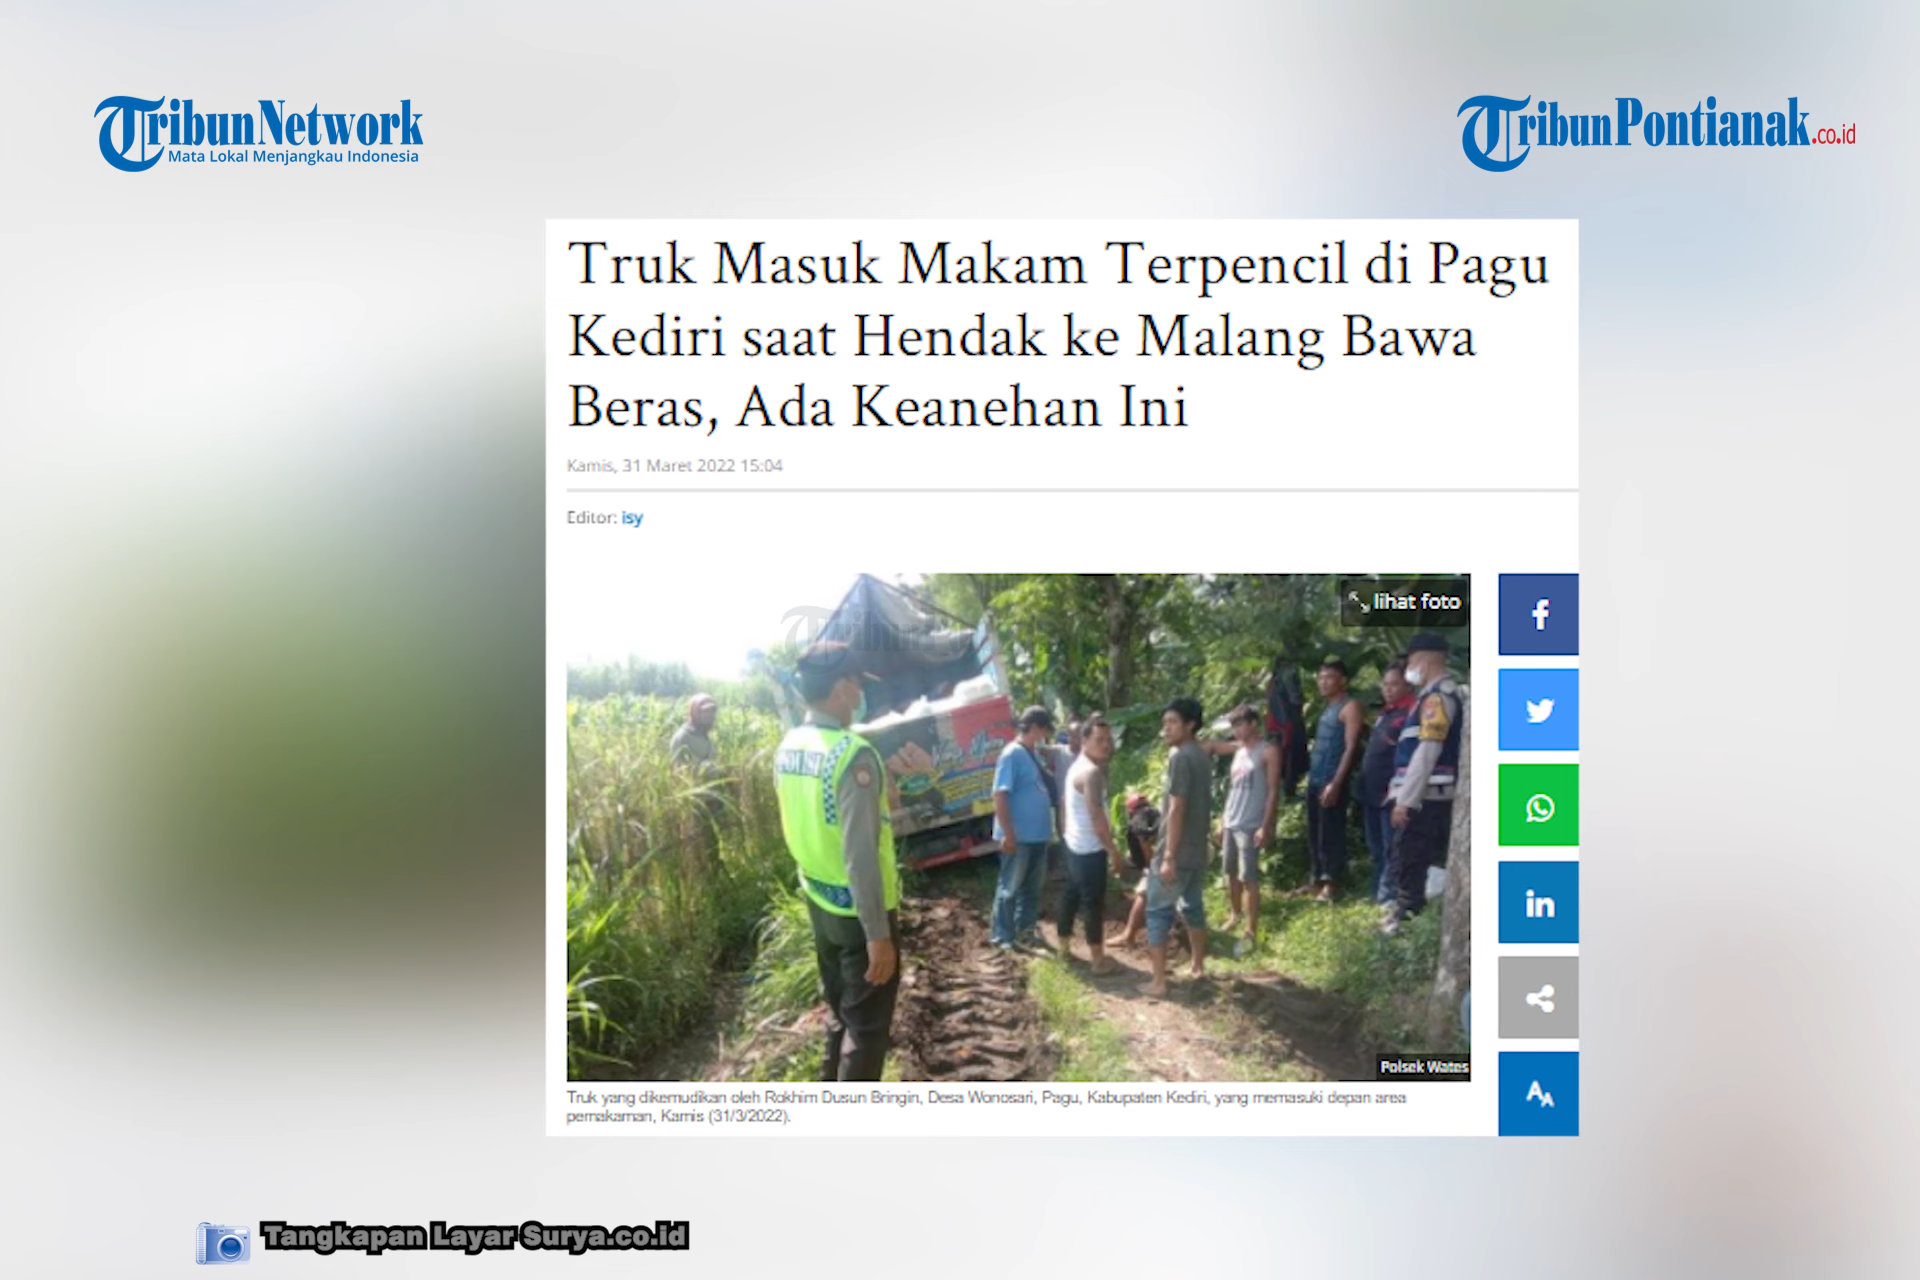 TribunNetwork
Mata Lokal Menjangkau Indonesia
TribunPontianak.co.id
Truk Masuk Makam Terpencil di Pagu
Kediri saat Hendak ke Malang Bawa
Beras, Ada Keanehan Ini
Kamis, 31 Maret 2022 15:04
Editor: isy
lihat foto
POLISI
Polsek Wates
Truk yang dikemudikan oleh Rokhim Dusun Bringin, Desa Wonosari, Pagu, Kabupaten Kediri, yang memasuki depan area
pemakaman, Kamis (31/3/2022).
Tangkapan Layar Surya.co.id